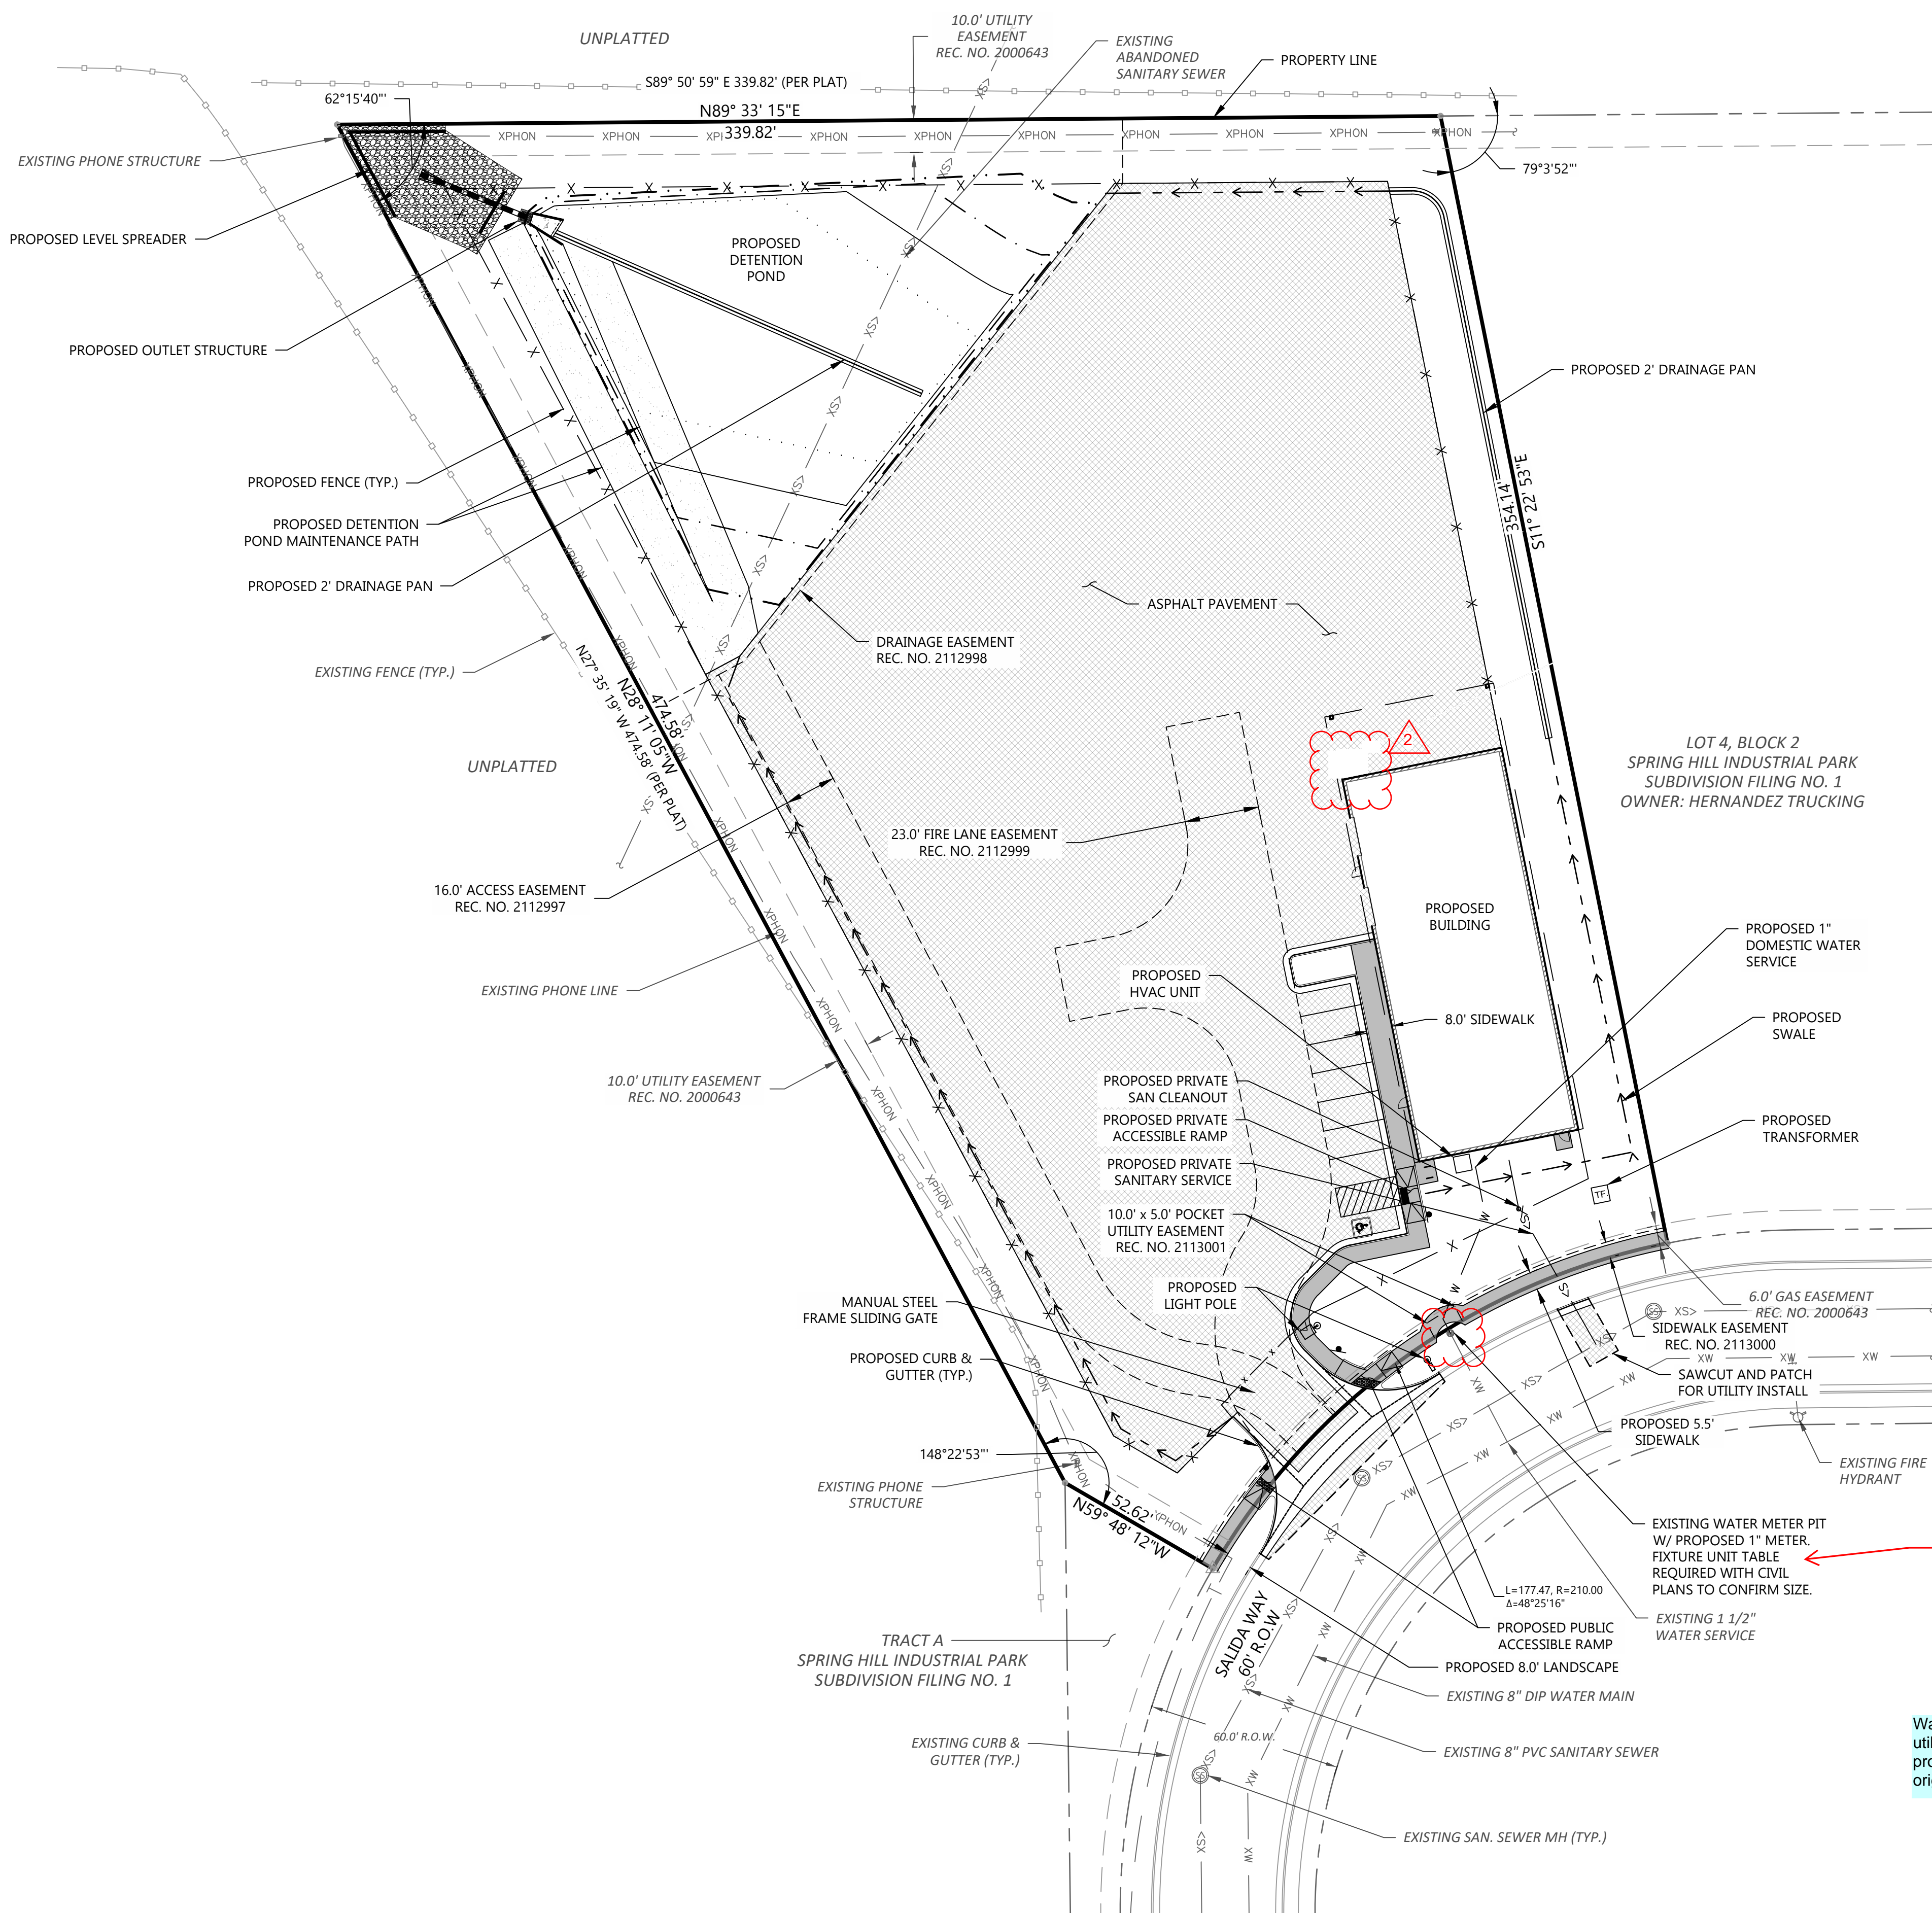 UNPLATTED
10.0' UTILITY
EASEMENT
REC. NO. 2000643
EXISTING
ABANDONED
SANITARY SEWER
PROPERTY LINE
S89° 50' 59" E 339.82' (PER PLAT)
62°15'40"'
N89° 33' 15"E
339.82'
XPHON XPHON XPHON XPHON XPHON XPHON XPHON XPHON XPHON
EXISTING PHONE STRUCTURE
79°3'52"'
PROPOSED LEVEL SPREADER
PROPOSED
DETENTION
POND
PROPOSED OUTLET STRUCTURE
PROPOSED 2' DRAINAGE PAN
PROPOSED FENCE (TYP.)
354.14'
S11° 22' 53"E
PROPOSED DETENTION
POND MAINTENANCE PATH
PROPOSED 2' DRAINAGE PAN
ASPHALT PAVEMENT
DRAINAGE EASEMENT
REC. NO. 2112998
EXISTING FENCE (TYP.)
474.58'
N28° 11' 05"W
N27° 35' 19" W 474.58' (PER PLAT)
UNPLATTED
2
LOT 4, BLOCK 2
SPRING HILL INDUSTRIAL PARK
SUBDIVISION FILING NO. 1
OWNER: HERNANDEZ TRUCKING
23.0' FIRE LANE EASEMENT
REC. NO. 2112999
16.0' ACCESS EASEMENT
REC. NO. 2112997
PROPOSED
BUILDING
PROPOSED 1"
DOMESTIC WATER
SERVICE
PROPOSED
HVAC UNIT
EXISTING PHONE LINE
8.0' SIDEWALK
PROPOSED
SWALE
10.0' UTILITY EASEMENT
REC. NO. 2000643
PROPOSED PRIVATE
SAN CLEANOUT
PROPOSED PRIVATE
ACCESSIBLE RAMP
PROPOSED
TRANSFORMER
PROPOSED PRIVATE
SANITARY SERVICE
TF
10.0' x 5.0' POCKET
UTILITY EASEMENT
REC. NO. 2113001
PROPOSED
LIGHT POLE
MANUAL STEEL
FRAME SLIDING GATE
6.0' GAS EASEMENT
REC. NO. 2000643
SIDEWALK EASEMENT
REC. NO. 2113000
PROPOSED CURB &
GUTTER (TYP.)
SAWCUT AND PATCH
FOR UTILITY INSTALL
PROPOSED 5.5'
SIDEWALK
148°22'53"'
EXISTING PHONE
STRUCTURE
52.62'
N59° 48' 12"W
EXISTING FIRE
HYDRANT
EXISTING WATER METER PIT
W/ PROPOSED 1" METER.
FIXTURE UNIT TABLE
REQUIRED WITH CIVIL
PLANS TO CONFIRM SIZE.
L=177.47, R=210.00
Δ=48°25'16"
EXISTING 1 1/2"
WATER SERVICE
PROPOSED PUBLIC
ACCESSIBLE RAMP
SALIDA WAY
60' R.O.W
TRACT A
SPRING HILL INDUSTRIAL PARK
SUBDIVISION FILING NO. 1
PROPOSED 8.0' LANDSCAPE
EXISTING 8" DIP WATER MAIN
60.0' R.O.W.
EXISTING CURB &
GUTTER (TYP.)
EXISTING 8" PVC SANITARY SEWER
EXISTING SAN. SEWER MH (TYP.)